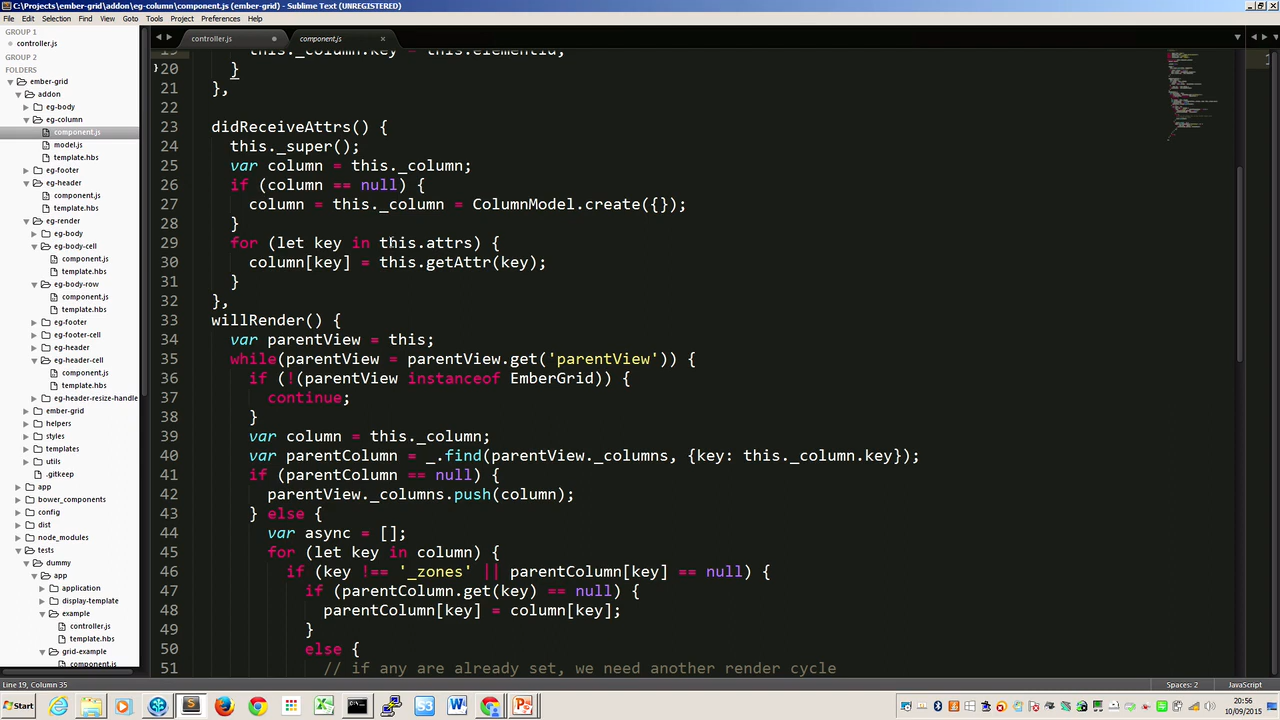 C:\Projects\ember-grid\addon\eg-column\component.js (ember-grid) - Sublime Text (UNREGISTERED)
File Edit Selection Find View Goto Tools Project Preferences Help
GROUP 1
controller.js
GROUP 2
FOLDERS
ember-grid
addon
eg-body
eg-column
component.js
model.js
template.hbs
eg-footer
eg-header
component.js
template.hbs
eg-render
eg-body
eg-body-cell
component.js
template.hbs
eg-body-row
component.js
template.hbs
eg-footer
eg-footer-cell
eg-header
eg-header-cell
component.js
template.hbs
eg-header-resize-handle
ember-grid
helpers
styles
templates
utils
.gitkeep
app
bower_components
config
dist
node_modules
tests
dummy
app
application
display-template
example
controller.js
template.hbs
grid-example
component.js
controller.js component.js
19 this._column.key = this.elementId;
20 }
21 },
22
23 didReceiveAttrs() {
24 this._super();
25 var column = this._column;
26 if (column == null) {
27 column = this._column = ColumnModel.create({});
28 }
29 for (let key in this.attrs) {
30 column[key] = this.getAttr(key);
31 }
32 },
33 willRender() {
34 var parentView = this;
35 while(parentView = parentView.get('parentView')) {
36 if (!(parentView instanceof EmberGrid)) {
37 continue;
38 }
39 var column = this._column;
40 var parentColumn = _.find(parentView._columns, {key: this._column.key});
41 if (parentColumn == null) {
42 parentView._columns.push(column);
43 } else {
44 var async = [];
45 for (let key in column) {
46 if (key !== '_zones' || parentColumn[key] == null) {
47 if (parentColumn.get(key) == null) {
48 parentColumn[key] = column[key];
49 }
50 else {
51 // if any are already set, we need another render cycle
1
Line 19, Column 35
Spaces: 2 JavaScript
Start
20:56
10/09/2015